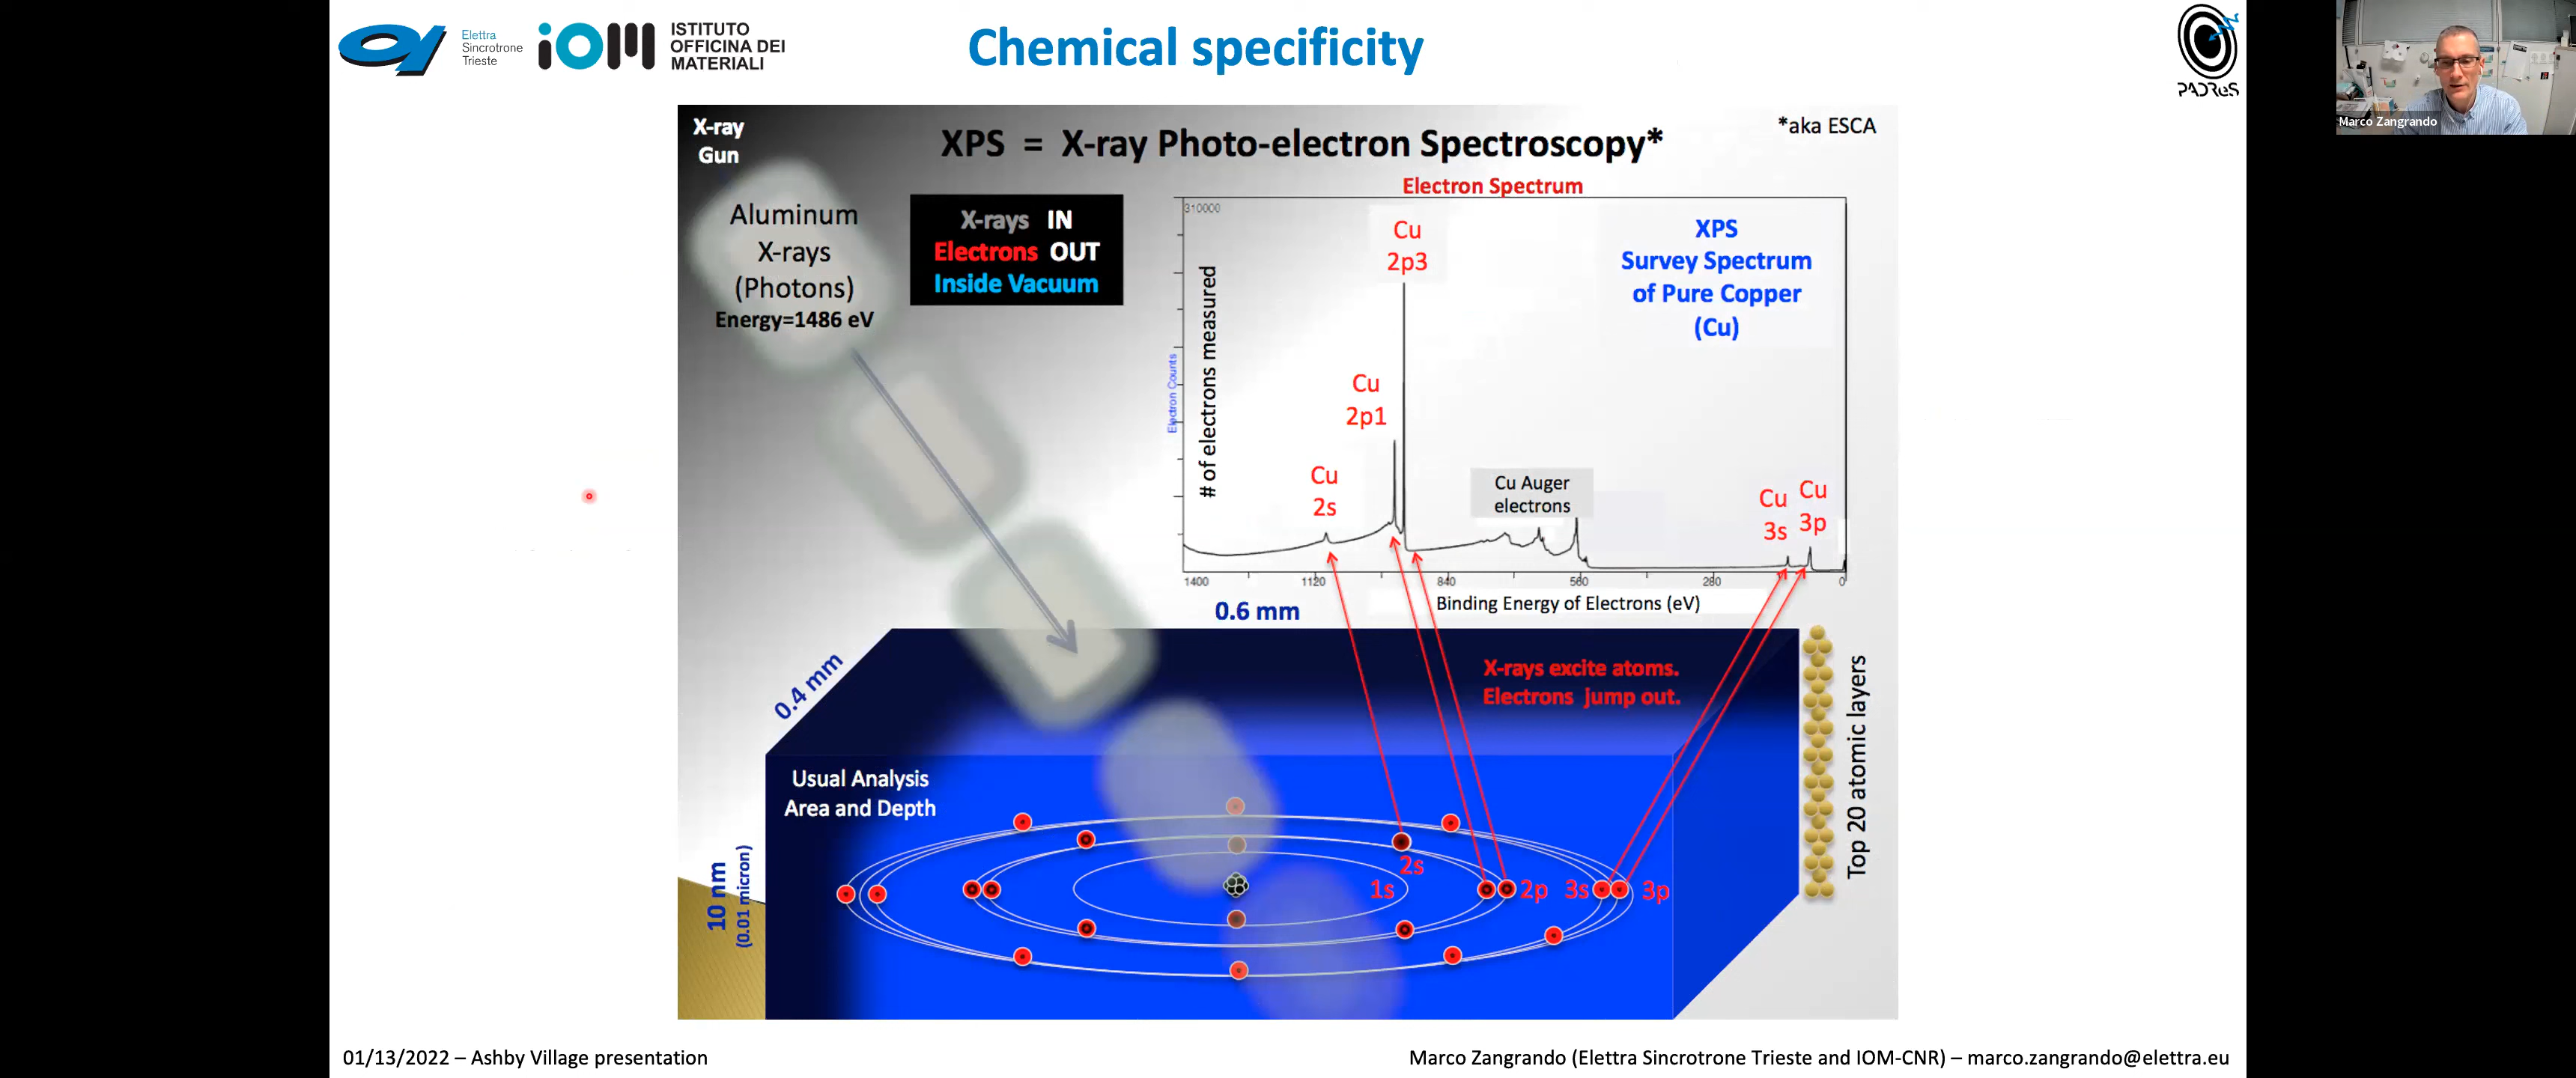 Elettra
Sincrotrone
Trieste
iOM
ISTITUTO
OFFICINA DEI
MATERIALI
Chemical specificity
PADReS
Marco Zangrando
X-ray
Gun
XPS = X-ray Photo-electron Spectroscopy*
*aka ESCA
Aluminum
X-rays
(Photons)
Energy=1486 eV
X-rays IN
Electrons OUT
Inside Vacuum
Electron Spectrum
310000
Electron Counts
# of electrons measured
Cu
2p3
Cu
2p1
Cu
2s
Cu Auger
electrons
Cu
3s
Cu
3p
XPS
Survey Spectrum
of Pure Copper
(Cu)
1400 1120 840 560 280 0
Binding Energy of Electrons (eV)
0.6 mm
0.4 mm
X-rays excite atoms.
Electrons jump out.
Usual Analysis
Area and Depth
10 nm
(0.01 micron)
Top 20 atomic layers
1s
2s
2p
3s
3p
01/13/2022 – Ashby Village presentation
Marco Zangrando (Elettra Sincrotrone Trieste and IOM-CNR) – marco.zangrando@elettra.eu